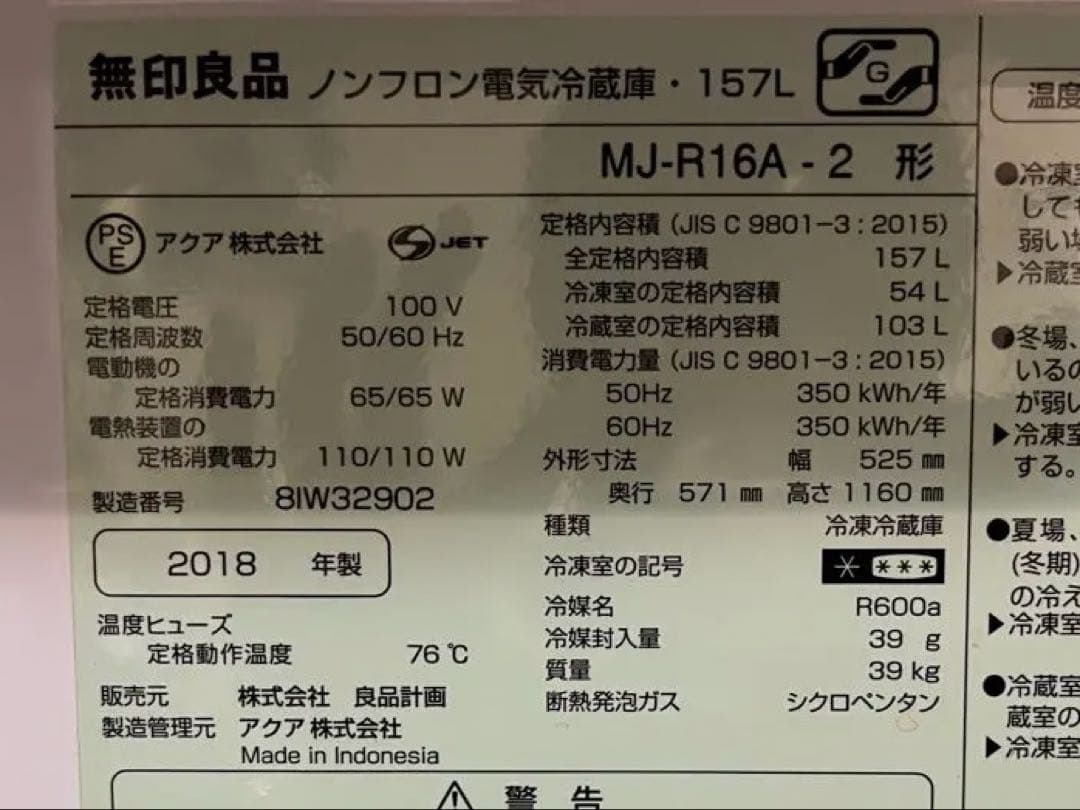 無印良品 ノンフロン電気冷蔵庫・157L
G
MJ-R16A - 2 形
PSE アクア株式会社
JET
定格電圧 100 V
定格周波数 50/60 Hz
電動機の
定格消費電力 65/65 W
電熱装置の
定格消費電力 110/110 W
製造番号 8IW32902
2018 年製
温度ヒューズ
定格動作温度 76 ℃
販売元 株式会社 良品計画
製造管理元 アクア株式会社
Made in Indonesia
定格内容積 (JIS C 9801-3 : 2015)
全定格内容積 157 L
冷凍室の定格内容積 54 L
冷蔵室の定格内容積 103 L
消費電力量 (JIS C 9801-3 : 2015)
50Hz 350 kWh/年
60Hz 350 kWh/年
外形寸法 幅 525 ㎜
奥行 571 ㎜ 高さ 1160 ㎜
種類 冷凍冷蔵庫
冷凍室の記号 * ***
冷媒名 R600a
冷媒封入量 39 g
質量 39 kg
断熱発泡ガス シクロペンタン
⚠ 警 告
温度
●冷凍室
して
弱い
▶冷蔵室
●冬場、
いるの
が弱い
▶冷凍室
する。
●夏場、
(冬期)
の冷え
▶冷凍室
●冷蔵室
蔵室の
▶冷凍室